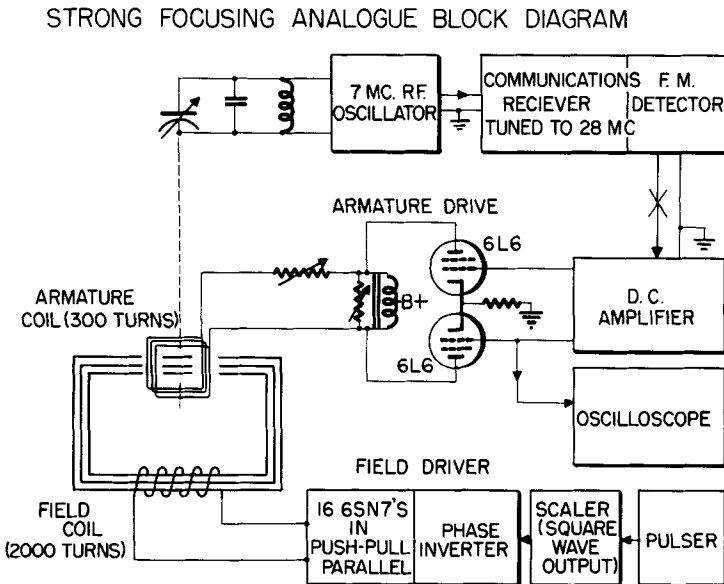 STRONG FOCUSING ANALOGUE BLOCK DIAGRAM
7 MC. R.F.
OSCILLATOR
COMMUNICATIONS
RECIEVER
TUNED TO 28 MC
F. M.
DETECTOR
ARMATURE DRIVE
6L6
B+
6L6
D. C.
AMPLIFIER
ARMATURE
COIL (300 TURNS)
OSCILLOSCOPE
FIELD DRIVER
FIELD
COIL
(2000 TURNS)
16 6SN7'S
IN
PUSH-PULL
PARALLEL
PHASE
INVERTER
SCALER
(SQUARE
WAVE
OUTPUT)
PULSER